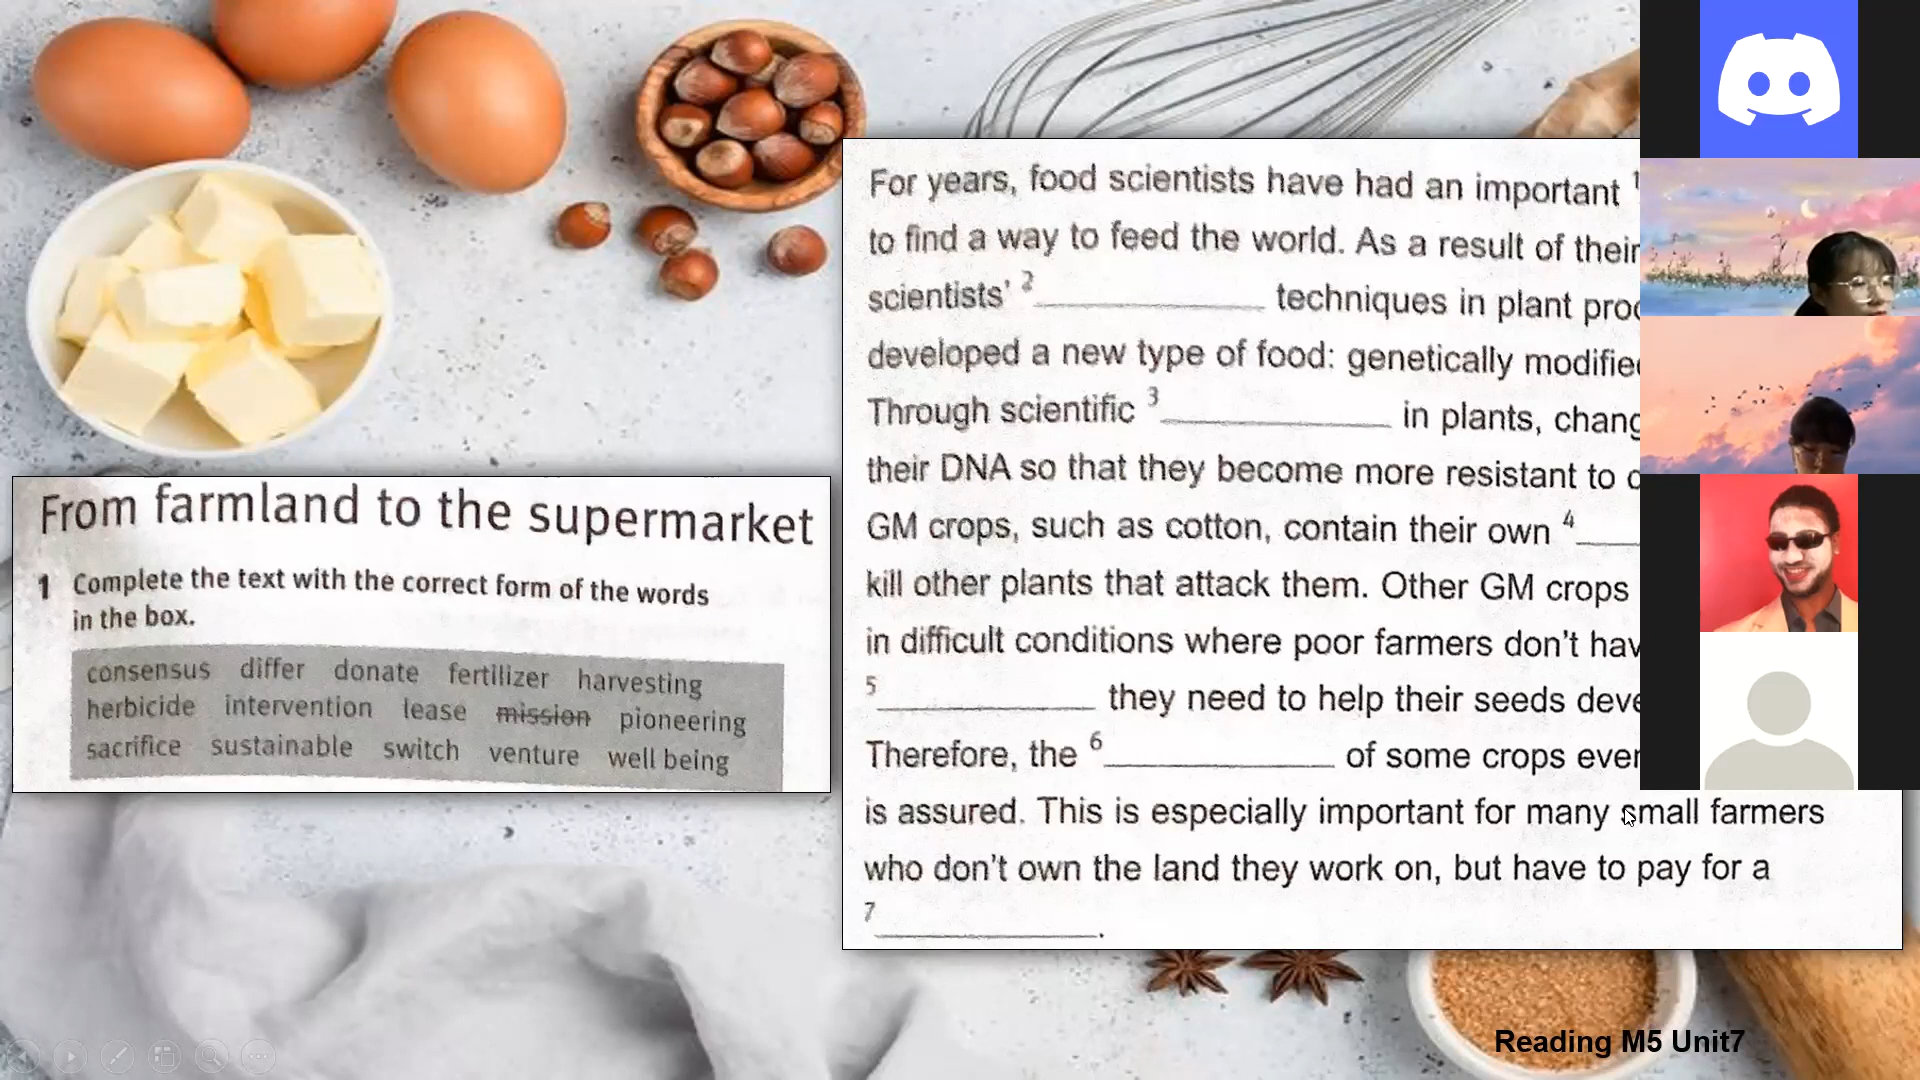 From farmland to the supermarket
1 Complete the text with the correct form of the words
in the box.
consensus differ donate fertilizer harvesting
herbicide intervention lease mission pioneering
sacrifice sustainable switch venture well being
For years, food scientists have had an important 1
to find a way to feed the world. As a result of their
scientists' 2 ____________ techniques in plant
developed a new type of food: genetically
Through scientific 3 ____________ in plants,
their DNA so that they become more resistant to
GM crops, such as cotton, contain their own 4 ____
kill other plants that attack them. Other GM crops
in difficult conditions where poor farmers don't
5 ____________ they need to help their seeds
Therefore, the 6 ____________ of some crops
is assured. This is especially important for many small farmers
who don't own the land they work on, but have to pay for a
7 ____________.
Reading M5 Unit7